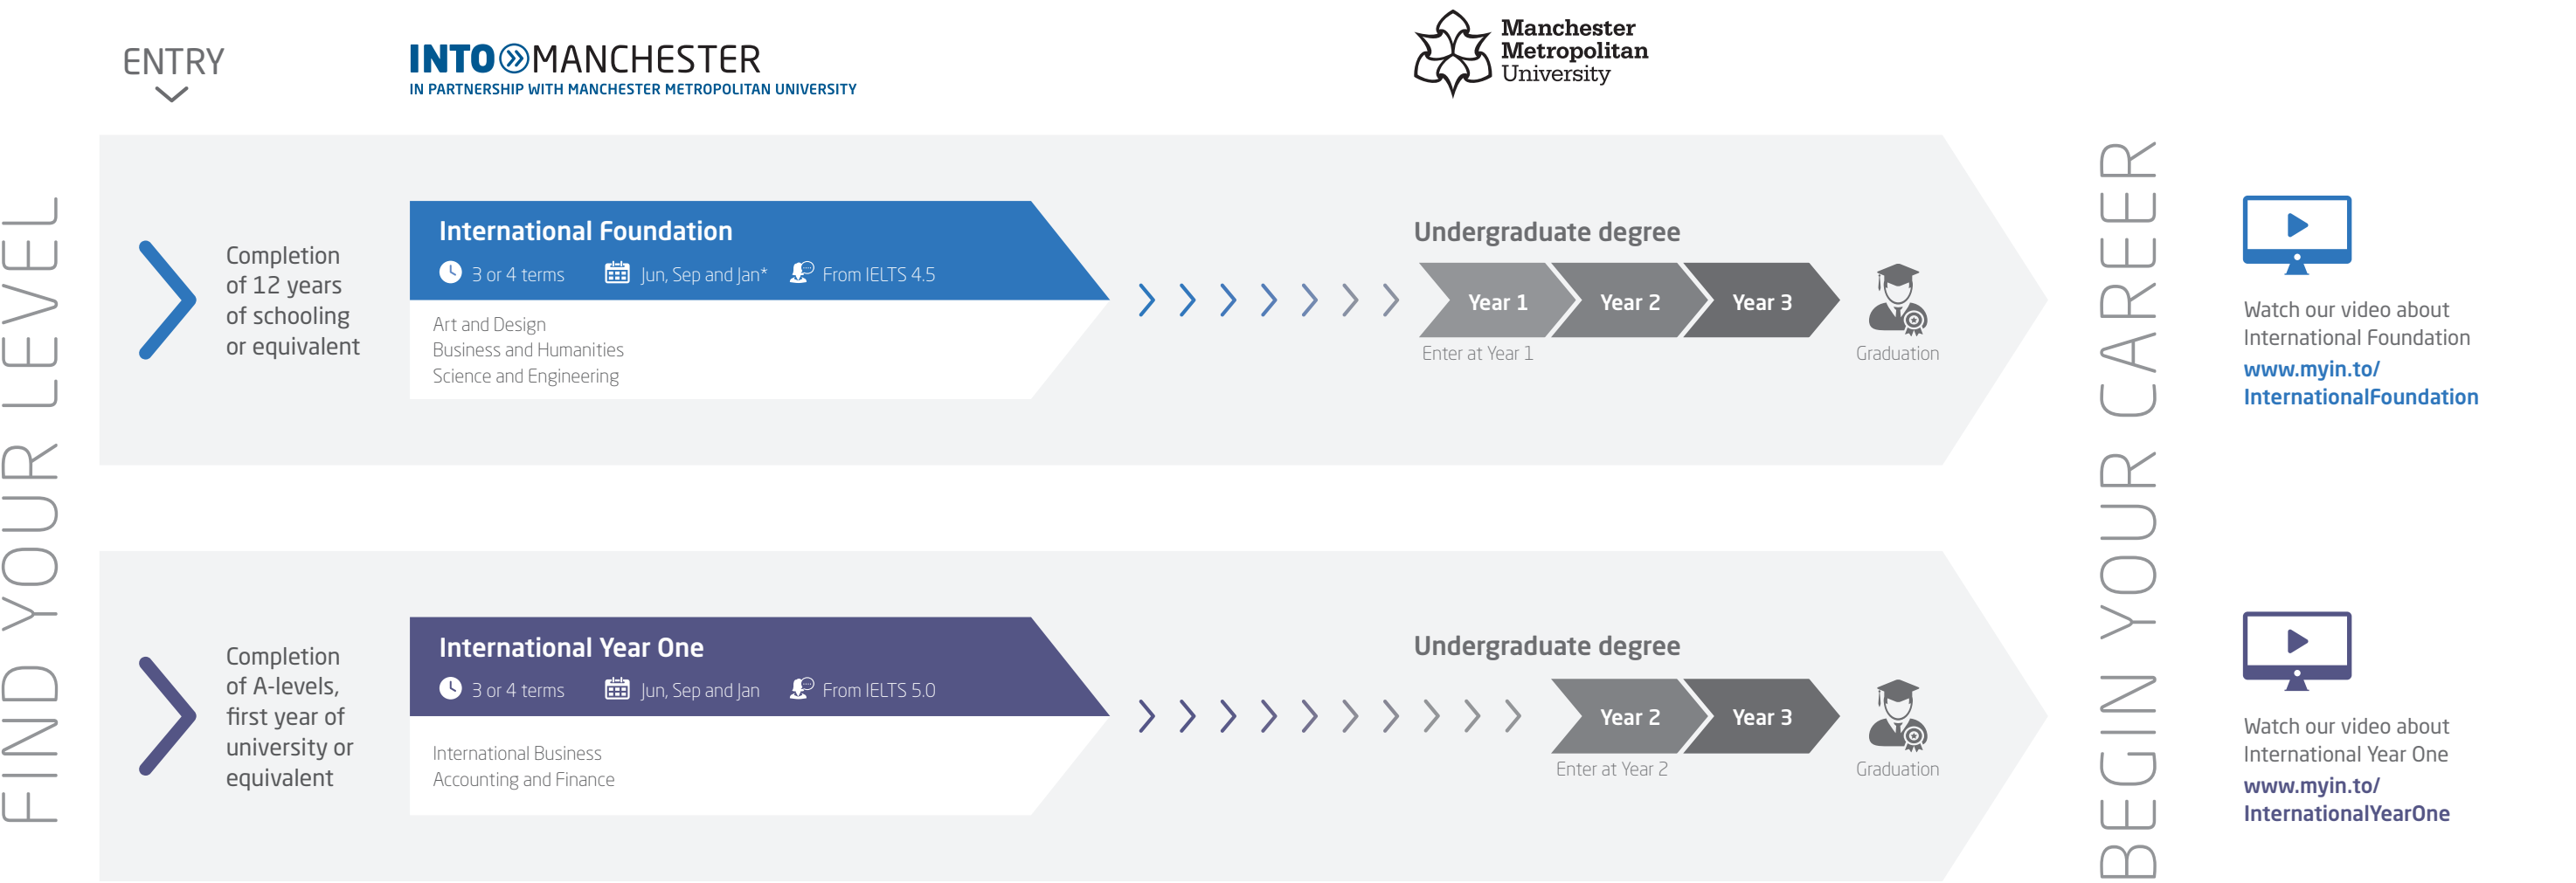 FIND YOUR LEVEL
ENTRY
INTO MANCHESTER
IN PARTNERSHIP WITH MANCHESTER METROPOLITAN UNIVERSITY
Manchester
Metropolitan
University
Completion
of 12 years
of schooling
or equivalent
International Foundation
3 or 4 terms
Jun, Sep and Jan*
From IELTS 4.5
Art and Design
Business and Humanities
Science and Engineering
Undergraduate degree
Year 1
Year 2
Year 3
Enter at Year 1
Graduation
Completion
of A-levels,
first year of
university or
equivalent
International Year One
3 or 4 terms
Jun, Sep and Jan
From IELTS 5.0
International Business
Accounting and Finance
Undergraduate degree
Year 2
Year 3
Enter at Year 2
Graduation
BEGIN YOUR CAREER
Watch our video about
International Foundation
www.myin.to/
InternationalFoundation
Watch our video about
International Year One
www.myin.to/
InternationalYearOne